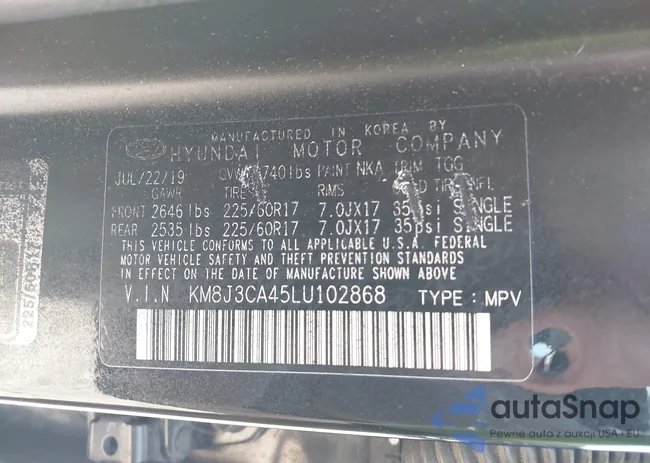 MANUFACTURED IN KOREA BY
HYUNDAI MOTOR COMPANY
JUL/22/19 PAINT NKA TRIM TGG
GAWR TIRE RIMS
FRONT 2646 lbs 225/60R17 7.0JX17 35psi SINGLE
REAR 2535 lbs 225/60R17 7.0JX17 35psi SINGLE
THIS VEHICLE CONFORMS TO ALL APPLICABLE U.S.A. FEDERAL
MOTOR VEHICLE SAFETY AND THEFT PREVENTION STANDARDS
IN EFFECT ON THE DATE OF MANUFACTURE SHOWN ABOVE
V.I.N KM8J3CA45LU102868 TYPE : MPV
autaSnap
Pewne auta z aukcji USA i EU